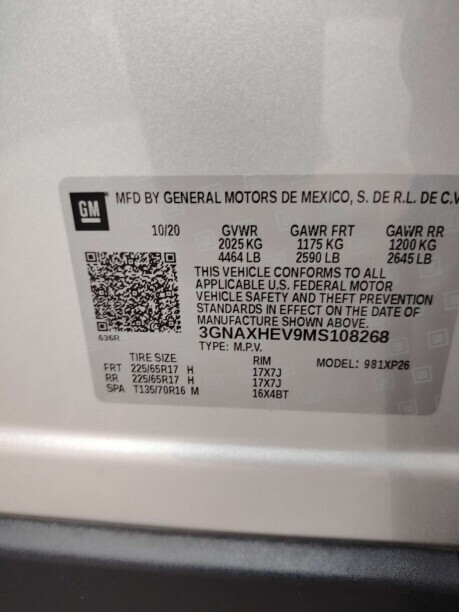 GM MFD BY GENERAL MOTORS DE MEXICO, S. DE R.L. DE C.V
10/20 GVWR GAWR FRT GAWR RR
2025 KG 1175 KG 1200 KG
4464 LB 2590 LB 2645 LB
THIS VEHICLE CONFORMS TO ALL
APPLICABLE U.S. FEDERAL MOTOR
VEHICLE SAFETY AND THEFT PREVENTION
STANDARDS IN EFFECT ON THE DATE OF
MANUFACTURE SHOWN ABOVE.
636R 3GNAXHEV9MS108268
TYPE: M.P.V.
TIRE SIZE RIM MODEL: 981XP26
FRT 225/65R17 H 17X7J
RR 225/65R17 H 17X7J
SPA T135/70R16 M 16X4BT